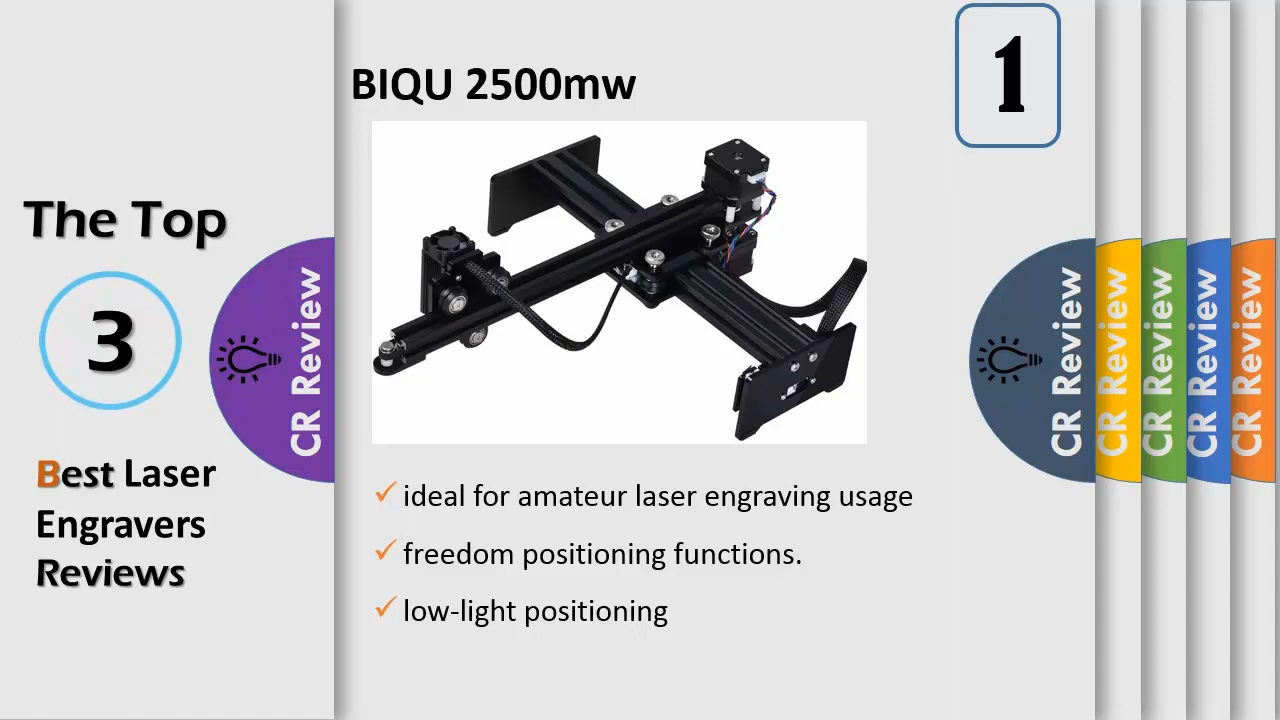 The Top
3
Best Laser
Engravers
Reviews
CR Review
BIQU 2500mw
1
ideal for amateur laser engraving usage
freedom positioning functions.
low-light positioning
CR Review
CR Review
CR Review
CR Review
CR Review